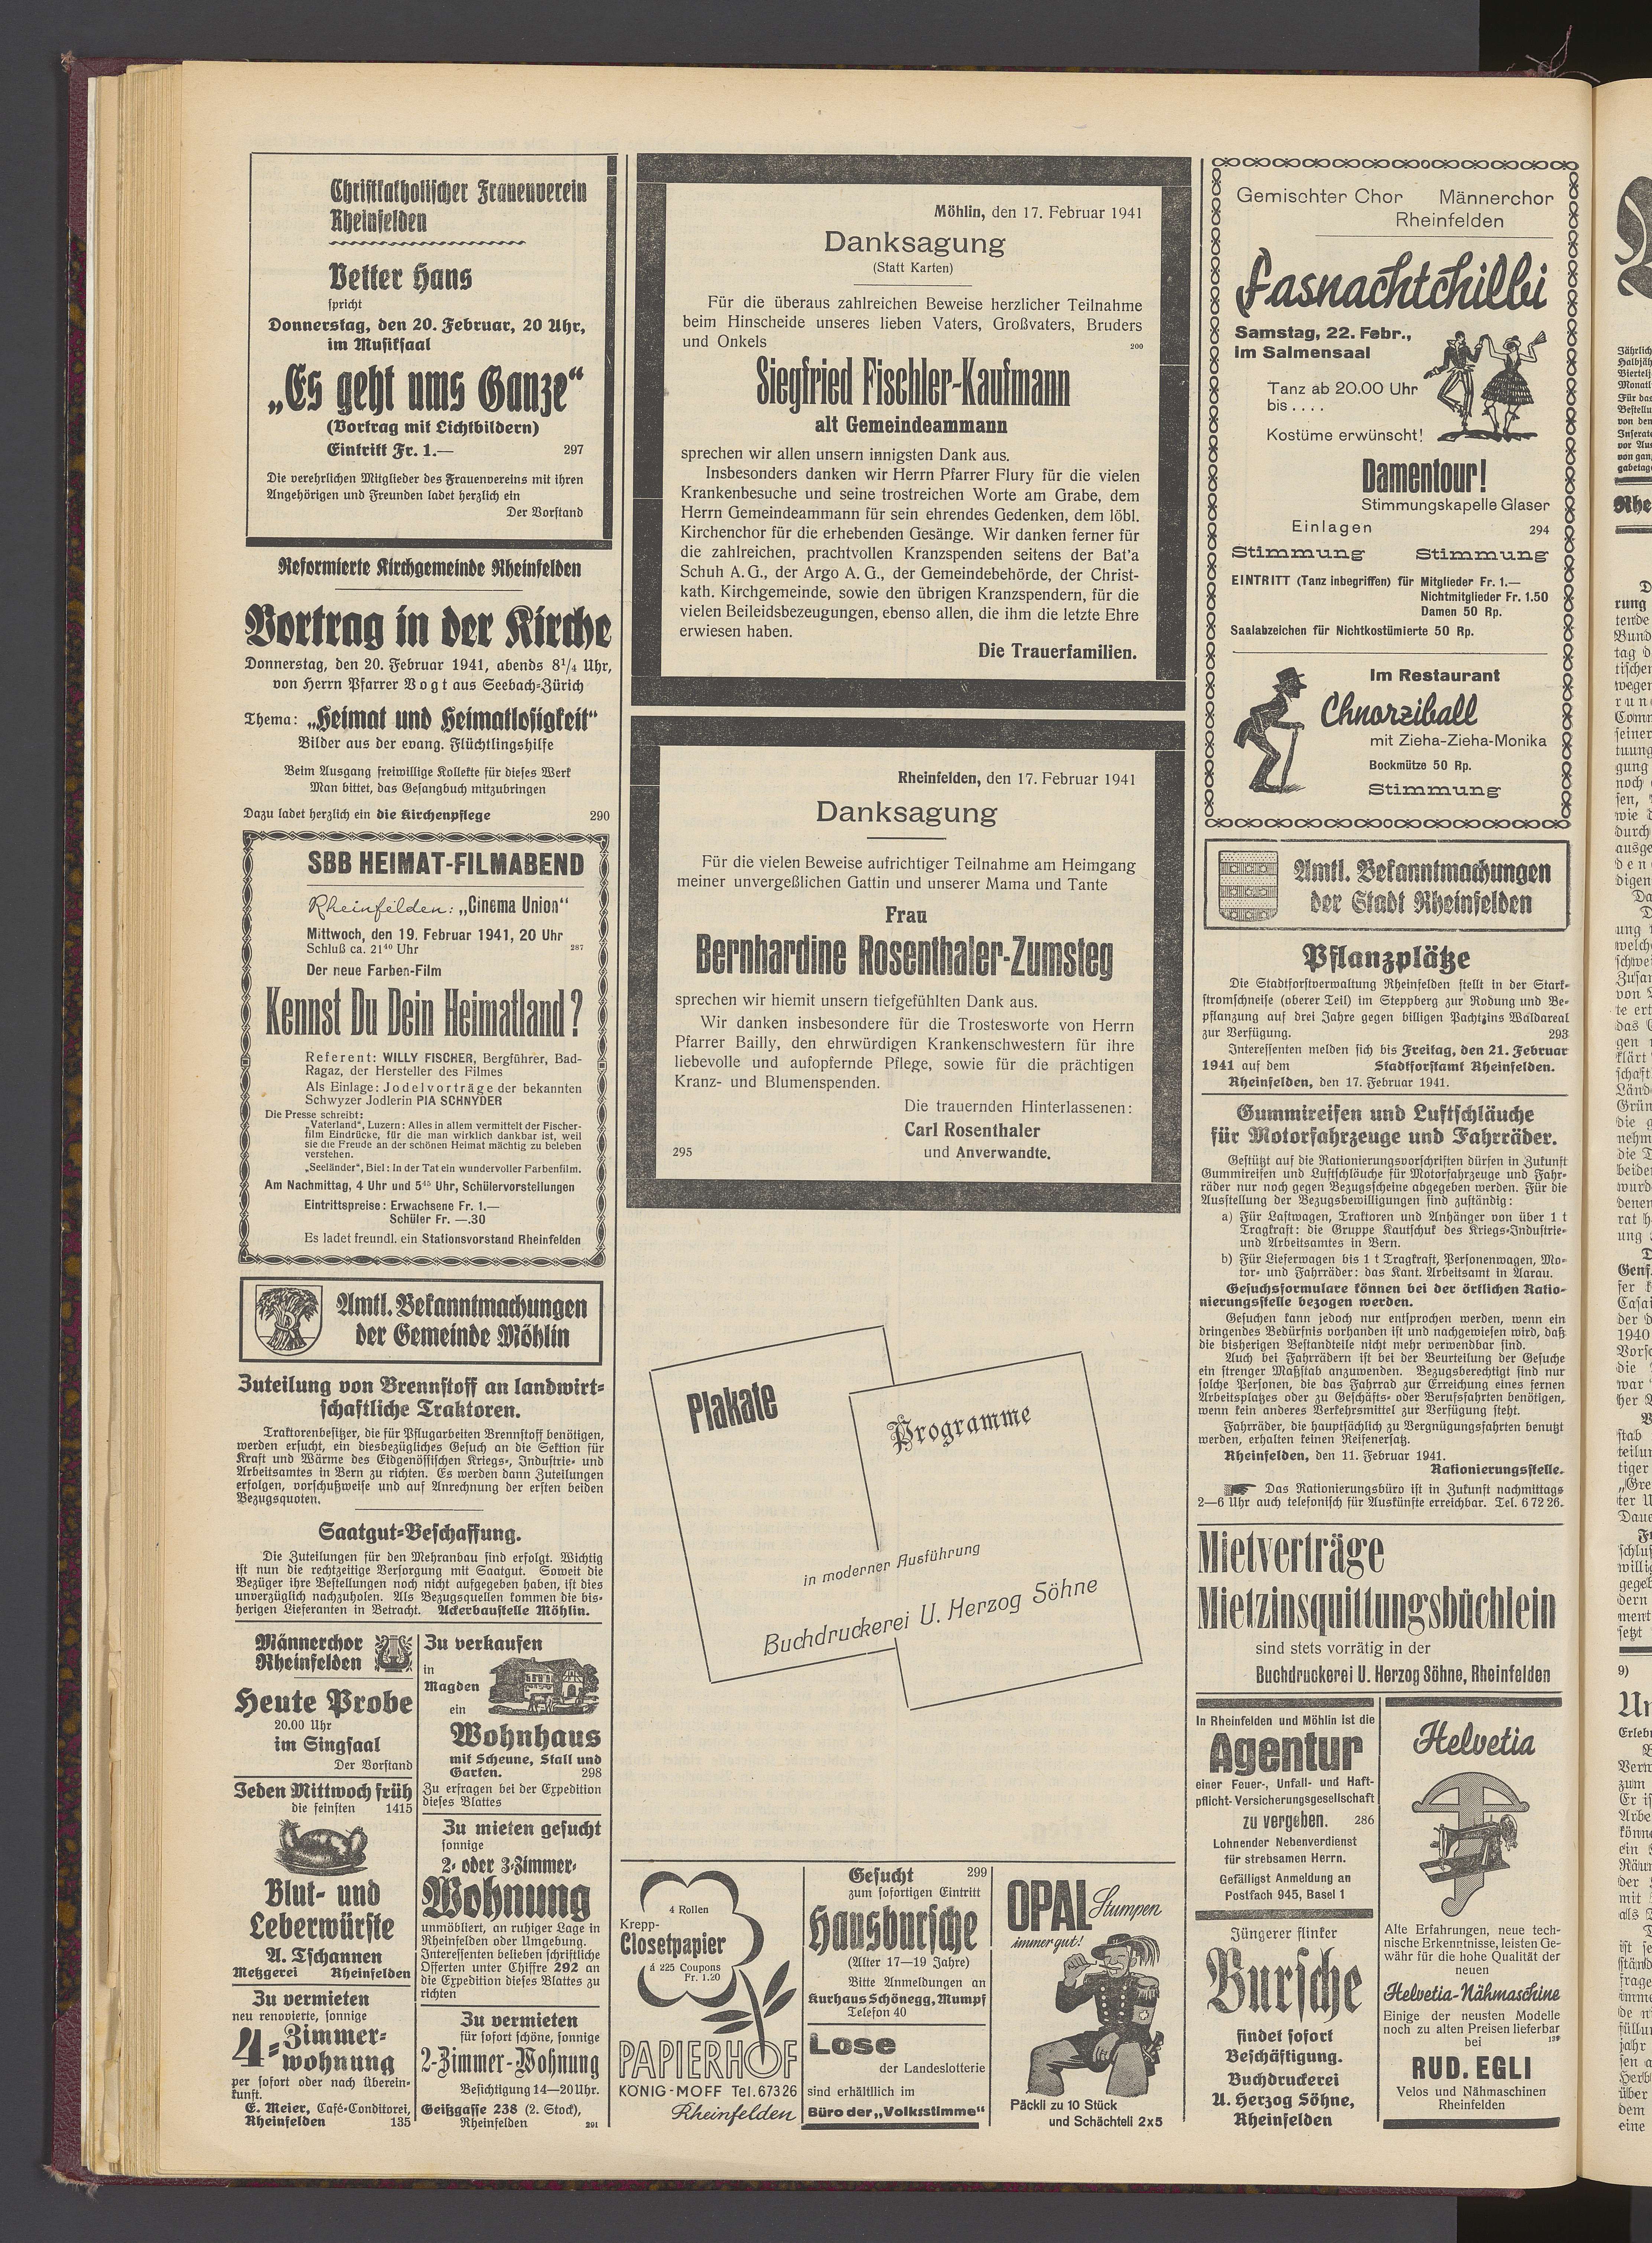 Christkatholischer Frauenverein
Rheinfelden
Vetter Hans
spricht
Donnerstag, den 20. Februar, 20 Uhr,
im Musiksaal
„Es geht ums Ganze“
(Vortrag mit Lichtbildern)
Eintritt Fr. 1.— 297
Die verehrlichen Mitglieder des Frauenvereins mit ihren
Angehörigen und Freunden ladet herzlich ein
Der Vorstand
Reformierte Kirchgemeinde Rheinfelden
Vortrag in der Kirche
Donnerstag, den 20. Februar 1941, abends 8¼ Uhr,
von Herrn Pfarrer Vogt aus Seebach-Zürich
Thema: „Heimat und Heimatlosigkeit“
Bilder aus der evang. Flüchtlingshilfe
Beim Ausgang freiwillige Kollekte für dieses Werk
Man bittet, das Gesangbuch mitzubringen
Dazu ladet herzlich ein die Kirchenpflege 290
SBB HEIMAT-FILMABEND
Rheinfelden: „Cinema Union“
Mittwoch, den 19. Februar 1941, 20 Uhr
Schluß ca. 21⁴⁰ Uhr 287
Der neue Farben-Film
Kennst Du Dein Heimatland?
Referent: WILLY FISCHER, Bergführer, Bad-
Ragaz, der Hersteller des Filmes
Als Einlage: Jodelvorträge der bekannten
Schwyzer Jodlerin PIA SCHNYDER
Die Presse schreibt:
„Vaterland“, Luzern: Alles in allem vermittelt der Fischer-
film Eindrücke, für die man wirklich dankbar ist, weil
sie die Freude an der schönen Heimat mächtig zu beleben
verstehen.
„Seeländer“, Biel: In der Tat ein wundervoller Farbenfilm.
Am Nachmittag, 4 Uhr und 5⁴⁵ Uhr, Schülervorstellungen
Eintrittspreise: Erwachsene Fr. 1.—
Schüler Fr. —.30
Es ladet freundl. ein Stationsvorstand Rheinfelden
Amtl. Bekanntmachungen
der Gemeinde Möhlin
Zuteilung von Brennstoff an landwirt-
schaftliche Traktoren.
Traktorenbesitzer, die für Pflugarbeiten Brennstoff benötigen,
werden ersucht, ein diesbezügliches Gesuch an die Sektion für
Kraft und Wärme des Eidgenössischen Kriegs-, Industrie- und
Arbeitsamtes in Bern zu richten. Es werden dann Zuteilungen
erfolgen, vorschußweise und auf Anrechnung der ersten beiden
Bezugsquoten.
Saatgut-Beschaffung.
Die Zuteilungen für den Mehranbau sind erfolgt. Wichtig
ist nun die rechtzeitige Versorgung mit Saatgut. Soweit die
Bezüger ihre Bestellungen noch nicht aufgegeben haben, ist dies
unverzüglich nachzuholen. Als Bezugsquellen kommen die bis-
herigen Lieferanten in Betracht. Ackerbaustelle Möhlin.
Männerchor
Rheinfelden
Heute Probe
20.00 Uhr
im Singsaal
Der Vorstand
Jeden Mittwoch früh
die feinsten 1415
Blut- und
Leberwürste
A. Tschannen
Metzgerei Rheinfelden
Zu vermieten
neu renovierte, sonnige
4-Zimmer-
wohnung
per sofort oder nach Überein-
kunft.
E. Meier, Café-Conditorei,
Rheinfelden 135
Zu verkaufen
in
Magden
ein
Wohnhaus
mit Scheune, Stall und
Garten. 298
Zu erfragen bei der Expedition
dieses Blattes
Zu mieten gesucht
sonnige
2- oder 3-Zimmer-
Wohnung
unmöbliert, an ruhiger Lage in
Rheinfelden oder Umgebung.
Interessenten belieben schriftliche
Offerten unter Chiffre 292 an
die Expedition dieses Blattes zu
richten
Zu vermieten
für sofort schöne, sonnige
2-Zimmer-Wohnung
Besichtigung 14—20 Uhr.
Geißgasse 238 (2. Stock),
Rheinfelden 291
Möhlin, den 17. Februar 1941
Danksagung
(Statt Karten)
Für die überaus zahlreichen Beweise herzlicher Teilnahme
beim Hinscheide unseres lieben Vaters, Großvaters, Bruders
und Onkels 200
Siegfried Fischler-Kaufmann
alt Gemeindeammann
sprechen wir allen unsern innigsten Dank aus.
Insbesonders danken wir Herrn Pfarrer Flury für die vielen
Krankenbesuche und seine trostreichen Worte am Grabe, dem
Herrn Gemeindeammann für sein ehrendes Gedenken, dem löbl.
Kirchenchor für die erhebenden Gesänge. Wir danken ferner für
die zahlreichen, prachtvollen Kranzspenden seitens der Bat'a
Schuh A. G., der Argo A. G., der Gemeindebehörde, der Christ-
kath. Kirchgemeinde, sowie den übrigen Kranzspendern, für die
vielen Beileidsbezeugungen, ebenso allen, die ihm die letzte Ehre
erwiesen haben.
Die Trauerfamilien.
Rheinfelden, den 17. Februar 1941
Danksagung
Für die vielen Beweise aufrichtiger Teilnahme am Heimgang
meiner unvergeßlichen Gattin und unserer Mama und Tante
Frau
Bernhardine Rosenthaler-Zumsteg
sprechen wir hiemit unsern tiefgefühlten Dank aus.
Wir danken insbesondere für die Trostesworte von Herrn
Pfarrer Bailly, den ehrwürdigen Krankenschwestern für ihre
liebevolle und aufopfernde Pflege, sowie für die prächtigen
Kranz- und Blumenspenden.
Die trauernden Hinterlassenen:
Carl Rosenthaler
295 und Anverwandte.
Plakate
Programme
in moderner Ausführung
Buchdruckerei U. Herzog Söhne
4 Rollen
Krepp-
Closetpapier
á 225 Coupons
Fr. 1.20
PAPIERHOF
KÖNIG-MOFF Tel. 67326
Rheinfelden
Gesucht 299
zum sofortigen Eintritt
Hausbursche
(Alter 17—19 Jahre)
Bitte Anmeldungen an
Kurhaus Schönegg, Mumpf
Telefon 40
Lose
der Landeslotterie
sind erhältlich im
Büro der „Volksstimme“
OPAL Stumpen
immer gut!
Päckli zu 10 Stück
und Schächteli 2x5
Gemischter Chor Männerchor
Rheinfelden
Fasnachtchilbi
Samstag, 22. Febr.,
im Salmensaal
Tanz ab 20.00 Uhr
bis . . . .
Kostüme erwünscht!
Damentour!
Stimmungskapelle Glaser
Einlagen 294
Stimmung Stimmung
EINTRITT (Tanz inbegriffen) für Mitglieder Fr. 1.—
Nichtmitglieder Fr. 1.50
Damen 50 Rp.
Saalabzeichen für Nichtkostümierte 50 Rp.
Im Restaurant
Chnorziball
mit Zieha-Zieha-Monika
Bockmütze 50 Rp.
Stimmung
Amtl. Bekanntmachungen
der Stadt Rheinfelden
Pflanzplätze
Die Stadtforstverwaltung Rheinfelden stellt in der Stark-
stromschneise (oberer Teil) im Steppberg zur Rodung und Be-
pflanzung auf drei Jahre gegen billigen Pachtzins Waldareal
zur Verfügung. 293
Interessenten melden sich bis Freitag, den 21. Februar
1941 auf dem Stadtforstamt Rheinfelden.
Rheinfelden, den 17. Februar 1941.
Gummireifen und Luftschläuche
für Motorfahrzeuge und Fahrräder.
Gestützt auf die Rationierungsvorschriften dürfen in Zukunft
Gummireifen und Luftschläuche für Motorfahrzeuge und Fahr-
räder nur noch gegen Bezugsscheine abgegeben werden. Für die
Ausstellung der Bezugsbewilligungen sind zuständig:
a) Für Lastwagen, Traktoren und Anhänger von über 1 t
Tragkraft: die Gruppe Kautschuk des Kriegs-Industrie-
und Arbeitsamtes in Bern.
b) Für Lieferwagen bis 1 t Tragkraft, Personenwagen, Mo-
tor- und Fahrräder: das Kant. Arbeitsamt in Aarau.
Gesuchsformulare können bei der örtlichen Ratio-
nierungsstelle bezogen werden.
Gesuchen kann jedoch nur entsprochen werden, wenn ein
dringendes Bedürfnis vorhanden ist und nachgewiesen wird, daß
die bisherigen Bestandteile nicht mehr verwendbar sind.
Auch bei Fahrrädern ist bei der Beurteilung der Gesuche
ein strenger Maßstab anzuwenden. Bezugsberechtigt sind nur
solche Personen, die das Fahrrad zur Erreichung eines fernen
Arbeitsplatzes oder zu Geschäfts- oder Berufsfahrten benötigen,
wenn kein anderes Verkehrsmittel zur Verfügung steht.
Fahrräder, die hauptsächlich zu Vergnügungsfahrten benutzt
werden, erhalten keinen Reifenersatz.
Rheinfelden, den 11. Februar 1941.
Rationierungsstelle.
Das Rationierungsbüro ist in Zukunft nachmittags
2—6 Uhr auch telefonisch für Auskünfte erreichbar. Tel. 6 72 26.
Mietverträge
Mietzinsquittungsbüchlein
sind stets vorrätig in der
Buchdruckerei U. Herzog Söhne, Rheinfelden
In Rheinfelden und Möhlin ist die
Agentur
einer Feuer-, Unfall- und Haft-
pflicht-Versicherungsgesellschaft
zu vergeben. 286
Lohnender Nebenverdienst
für strebsamen Herrn.
Gefälligst Anmeldung an
Postfach 945, Basel 1
Jüngerer flinker
Bursche
findet sofort
Beschäftigung.
Buchdruckerei
U. Herzog Söhne,
Rheinfelden
Helvetia
Alte Erfahrungen, neue tech-
nische Erkenntnisse, leisten Ge-
währ für die hohe Qualität der
neuen
Helvetia-Nähmaschine
Einige der neusten Modelle
noch zu alten Preisen lieferbar
bei
RUD. EGLI
Velos und Nähmaschinen
Rheinfelden